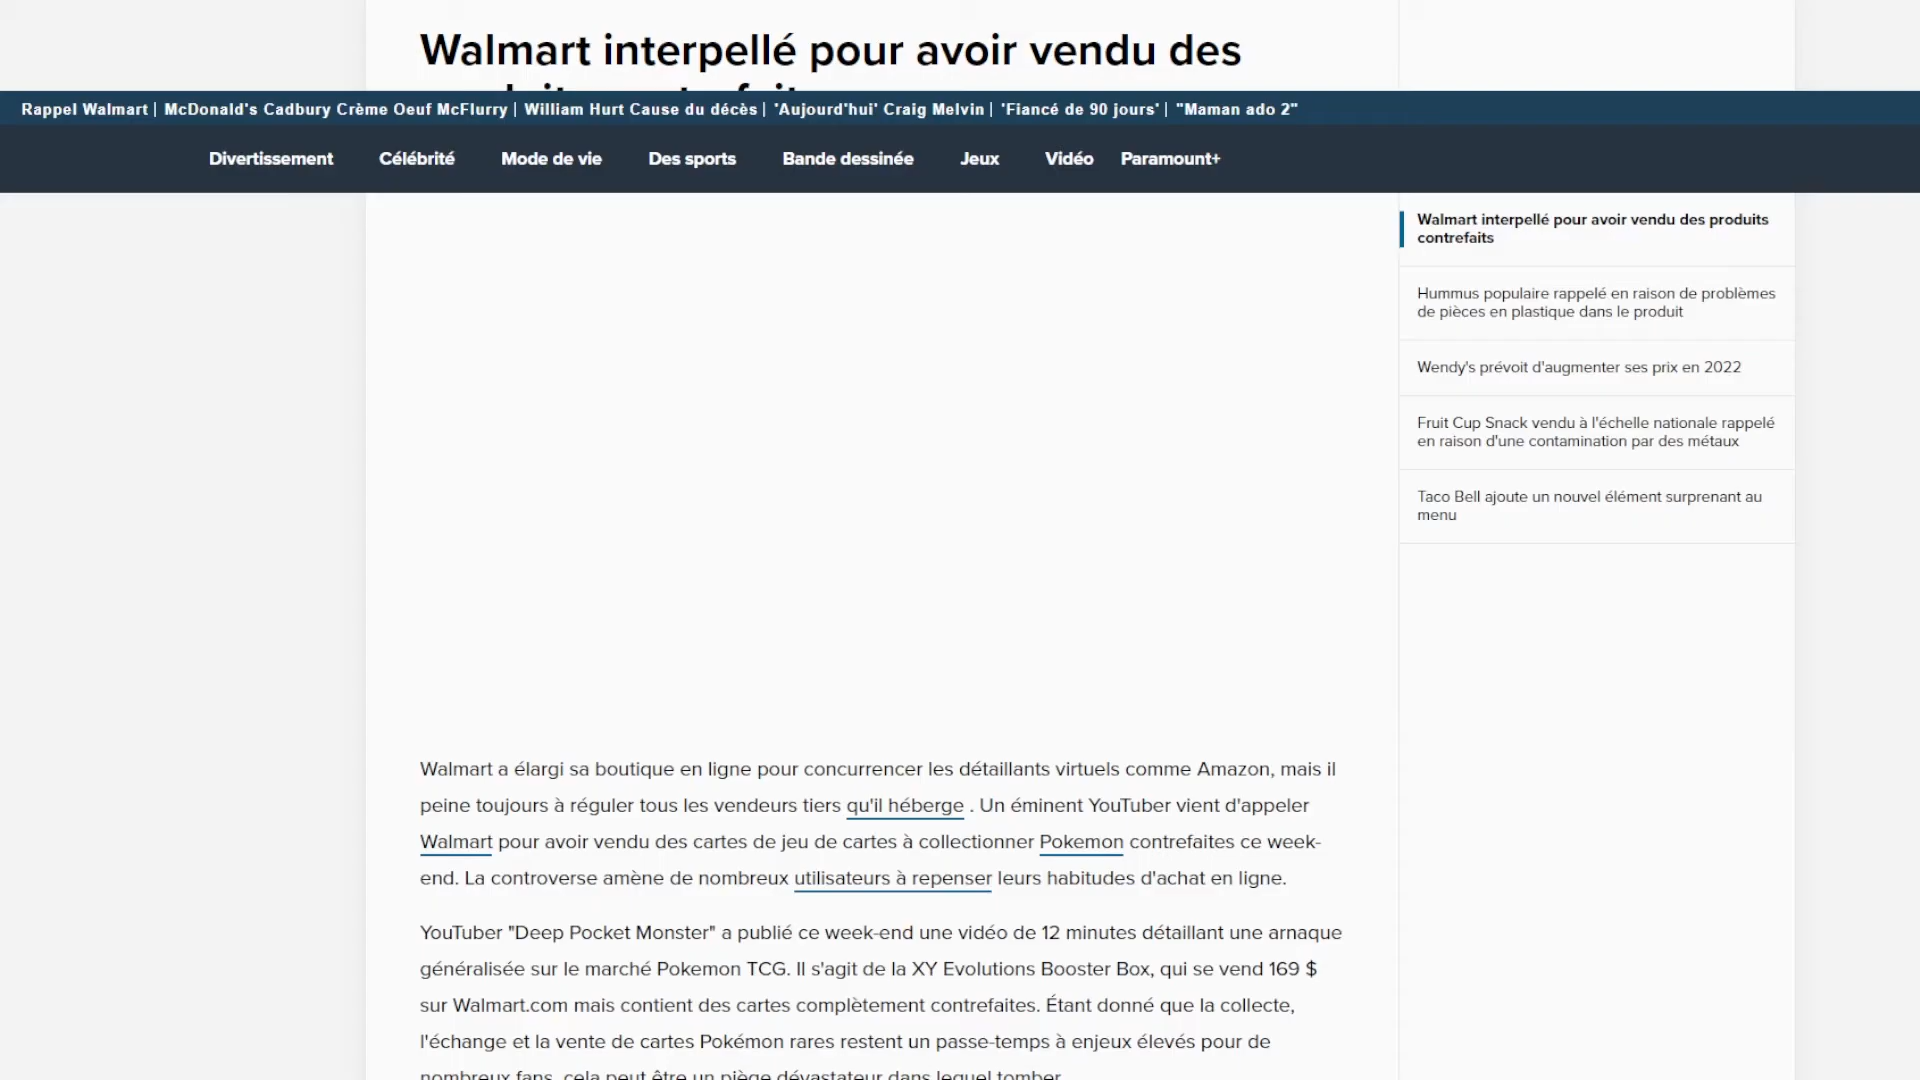 Walmart interpellé pour avoir vendu des
Rappel Walmart | McDonald's Cadbury Crème Oeuf McFlurry | William Hurt Cause du décès | 'Aujourd'hui' Craig Melvin | 'Fiancé de 90 jours' | "Maman ado 2"
Divertissement Célébrité Mode de vie Des sports Bande dessinée Jeux Vidéo Paramount+
Walmart interpellé pour avoir vendu des produits
contrefaits
Hummus populaire rappelé en raison de problèmes
de pièces en plastique dans le produit
Wendy's prévoit d'augmenter ses prix en 2022
Fruit Cup Snack vendu à l'échelle nationale rappelé
en raison d'une contamination par des métaux
Taco Bell ajoute un nouvel élément surprenant au
menu
Walmart a élargi sa boutique en ligne pour concurrencer les détaillants virtuels comme Amazon, mais il
peine toujours à réguler tous les vendeurs tiers qu'il héberge . Un éminent YouTuber vient d'appeler
Walmart pour avoir vendu des cartes de jeu de cartes à collectionner Pokemon contrefaites ce week-
end. La controverse amène de nombreux utilisateurs à repenser leurs habitudes d'achat en ligne.
YouTuber "Deep Pocket Monster" a publié ce week-end une vidéo de 12 minutes détaillant une arnaque
généralisée sur le marché Pokemon TCG. Il s'agit de la XY Evolutions Booster Box, qui se vend 169 $
sur Walmart.com mais contient des cartes complètement contrefaites. Étant donné que la collecte,
l'échange et la vente de cartes Pokémon rares restent un passe-temps à enjeux élevés pour de
nombreux fans, cela peut être un piège dévastateur dans lequel tomber.